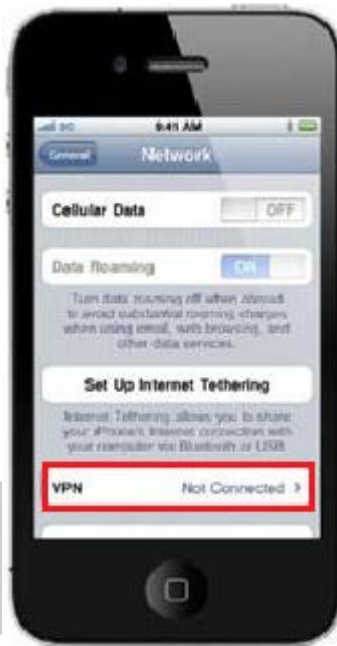 3G 9:41 AM
General Network
Cellular Data OFF
Data Roaming ON
Turn data roaming off when abroad
to avoid substantial roaming charges
when using email, web browsing, and
other data services.
Set Up Internet Tethering
Internet Tethering allows you to share
your iPhone's Internet connection with
your computer via Bluetooth or USB
VPN Not Connected